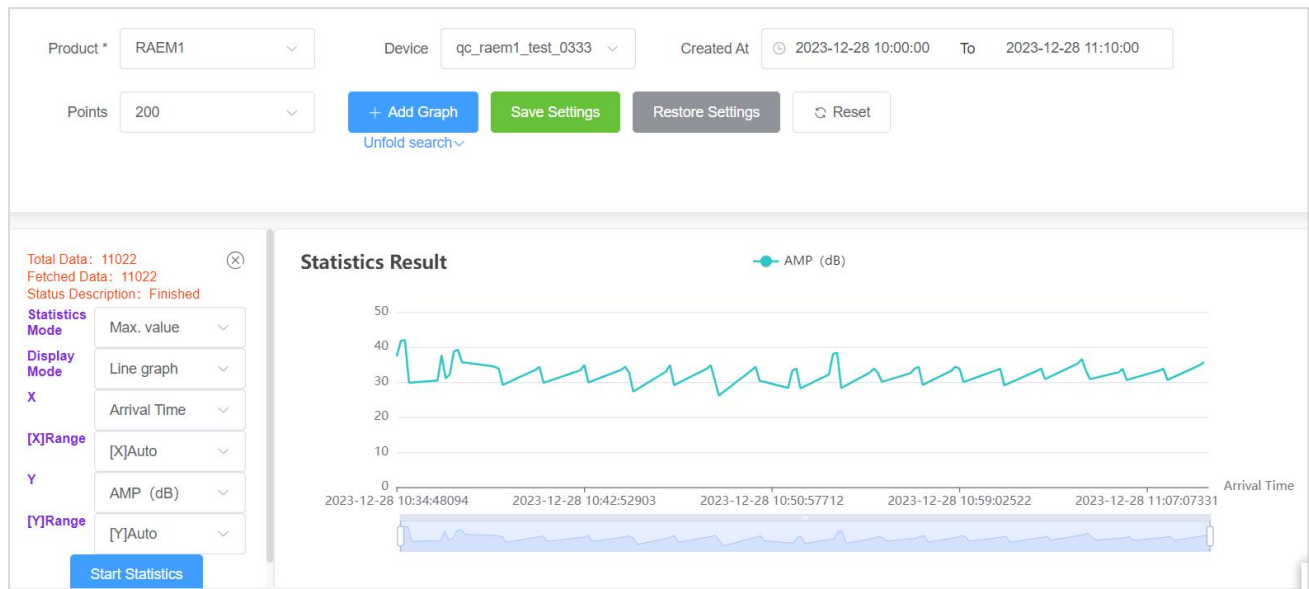 Product * RAEM1 Device qc_raem1_test_0333 Created At 2023-12-28 10:00:00 To 2023-12-28 11:10:00
Points 200 + Add Graph Save Settings Restore Settings Reset
Unfold search
Total Data: 11022
Fetched Data: 11022
Status Description: Finished
Statistics Mode Max. value
Display Mode Line graph
X Arrival Time
[X]Range [X]Auto
Y AMP (dB)
[Y]Range [Y]Auto
Start Statistics
Statistics Result
AMP (dB)
50
40
30
20
10
0
Arrival Time
2023-12-28 10:34:48094 2023-12-28 10:42:52903 2023-12-28 10:50:57712 2023-12-28 10:59:02522 2023-12-28 11:07:07331